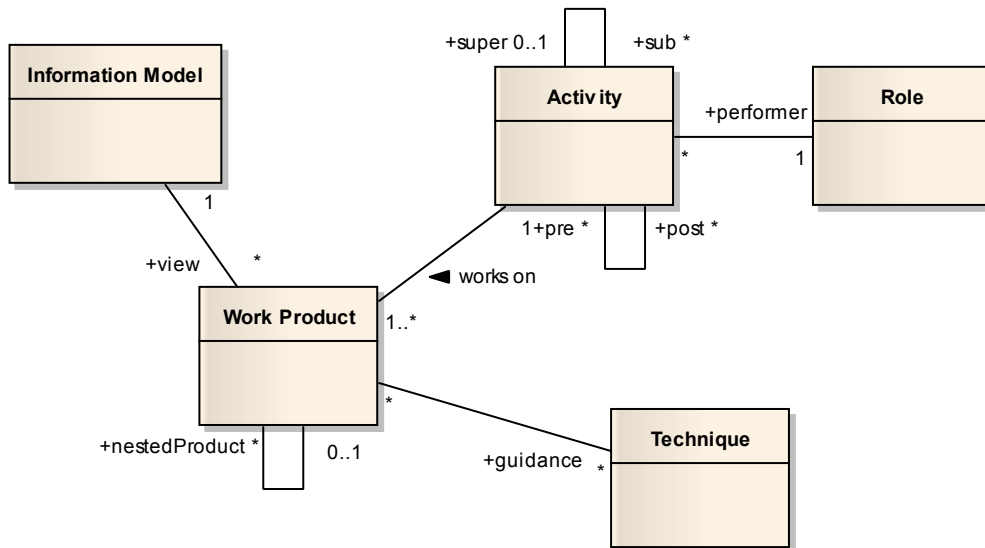 +super 0..1
+sub *
Information Model
Activity
Role
+performer
*
1
1
1+pre *
+post *
+view
*
works on
Work Product
1..*
*
+nestedProduct *
0..1
Technique
+guidance
*